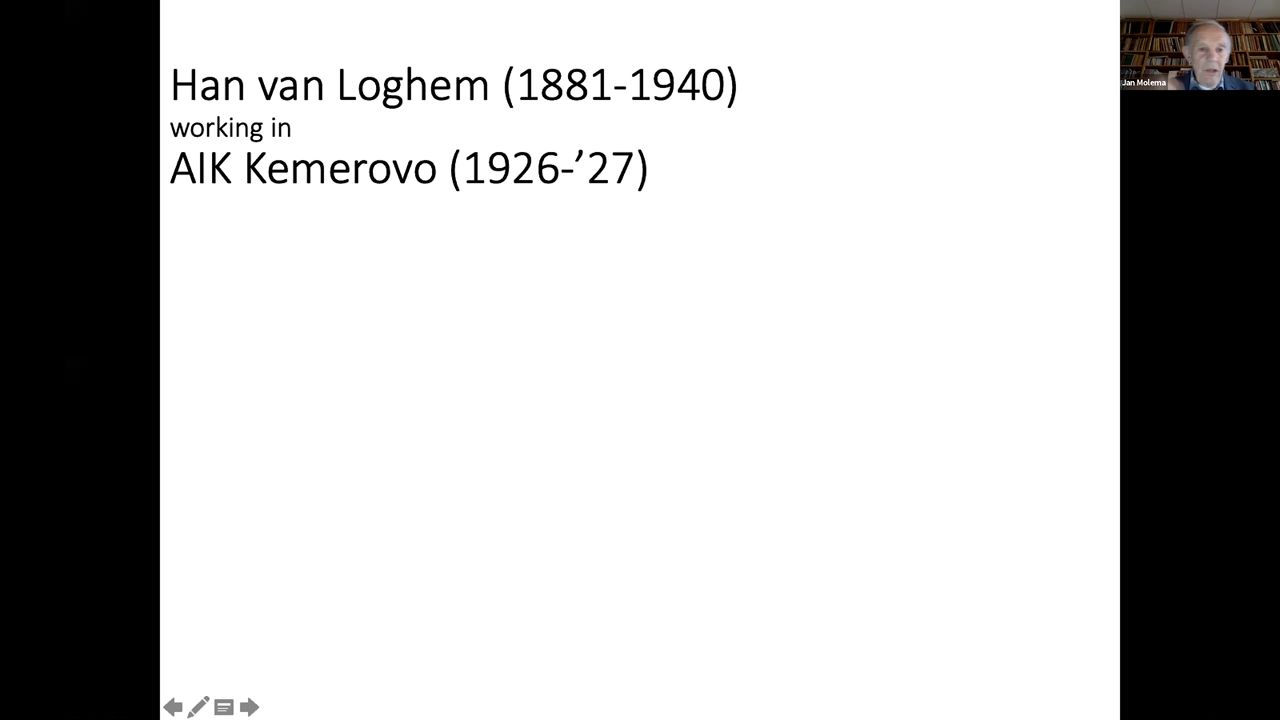 Han van Loghem (1881-1940)
working in
AIK Kemerovo (1926-’27)
Jan Molema